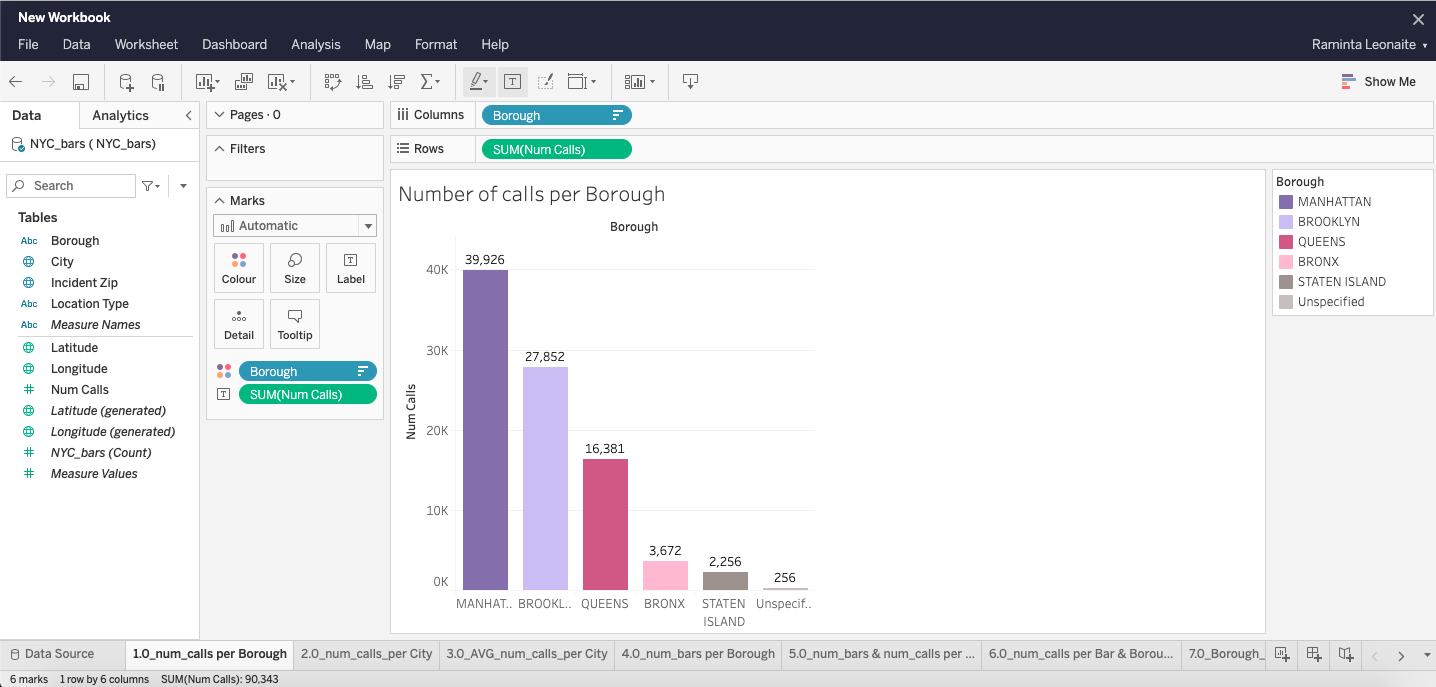 New Workbook
File Data Worksheet Dashboard Analysis Map Format Help
Raminta Leonaite
Show Me
Data Analytics
NYC_bars ( NYC_bars)
Search
Tables
Abc Borough
City
Incident Zip
Abc Location Type
Abc Measure Names
Latitude
Longitude
Num Calls
Latitude (generated)
Longitude (generated)
NYC_bars (Count)
Measure Values
Pages · 0
Filters
Marks
Automatic
Colour Size Label
Detail Tooltip
Borough
SUM(Num Calls)
Columns Borough
Rows SUM(Num Calls)
Number of calls per Borough
Borough
Num Calls
40K
30K
20K
10K
0K
39,926
27,852
16,381
3,672
2,256
256
MANHAT.. BROOKL.. QUEENS BRONX STATEN ISLAND Unspecif..
Borough
MANHATTAN
BROOKLYN
QUEENS
BRONX
STATEN ISLAND
Unspecified
Data Source 1.0_num_calls per Borough 2.0_num_calls_per City 3.0_AVG_num_calls_per City 4.0_num_bars per Borough 5.0_num_bars & num_calls per ... 6.0_num_calls per Bar & Borou... 7.0_Borough_
6 marks 1 row by 6 columns SUM(Num Calls): 90,343